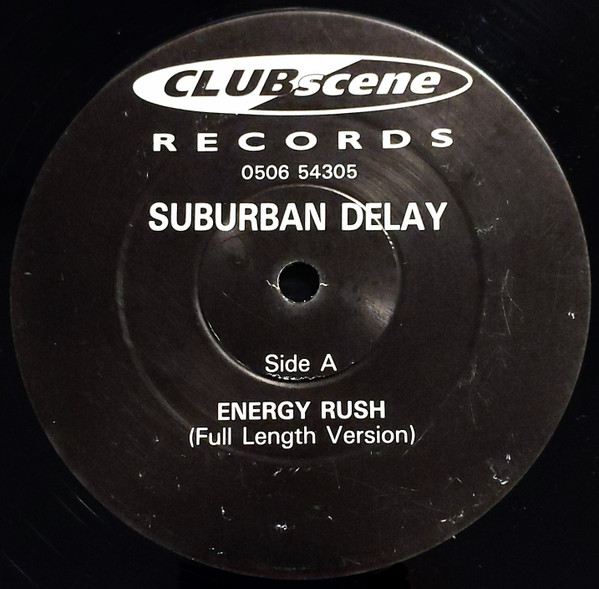 CLUBscene
RECORDS
0506 54305
SUBURBAN DELAY
Side A
ENERGY RUSH
(Full Length Version)